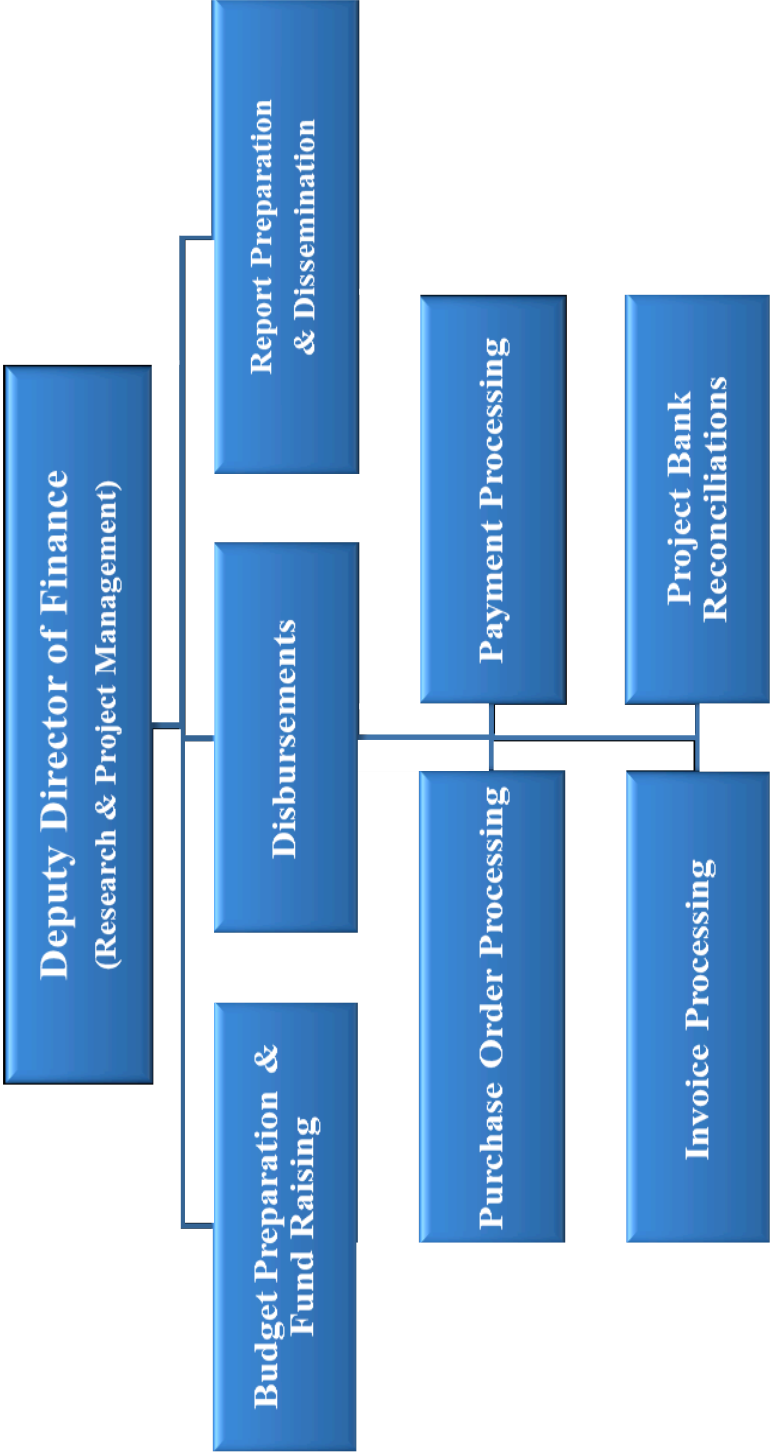 Deputy Director of Finance
(Research & Project Management)
Budget Preparation &
Fund Raising
Disbursements
Report Preparation
& Dissemination
Purchase Order Processing
Payment Processing
Invoice Processing
Project Bank
Reconciliations